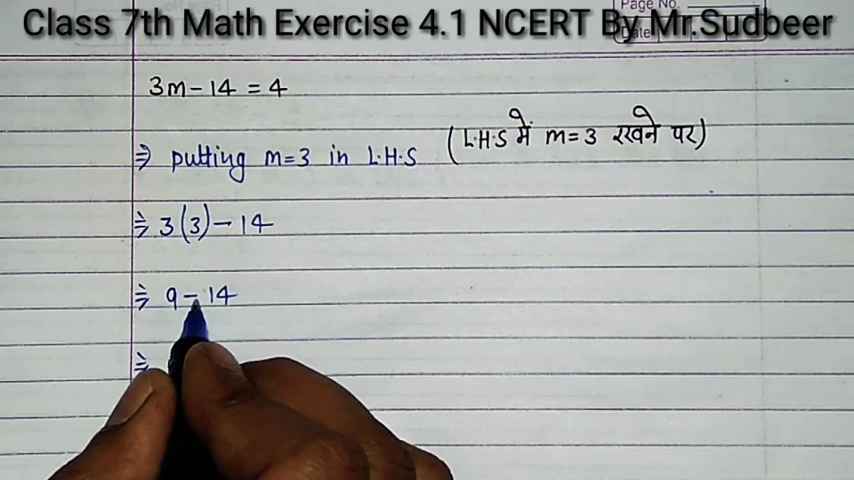 Class 7th Math Exercise 4.1 NCERT By Mr.Sudbeer
Page No.
Date
3m - 14 = 4
⇒ putting m=3 in L.H.S (L.H.S में m=3 रखने पर)
⇒ 3(3) - 14
⇒ 9 - 14
⇒